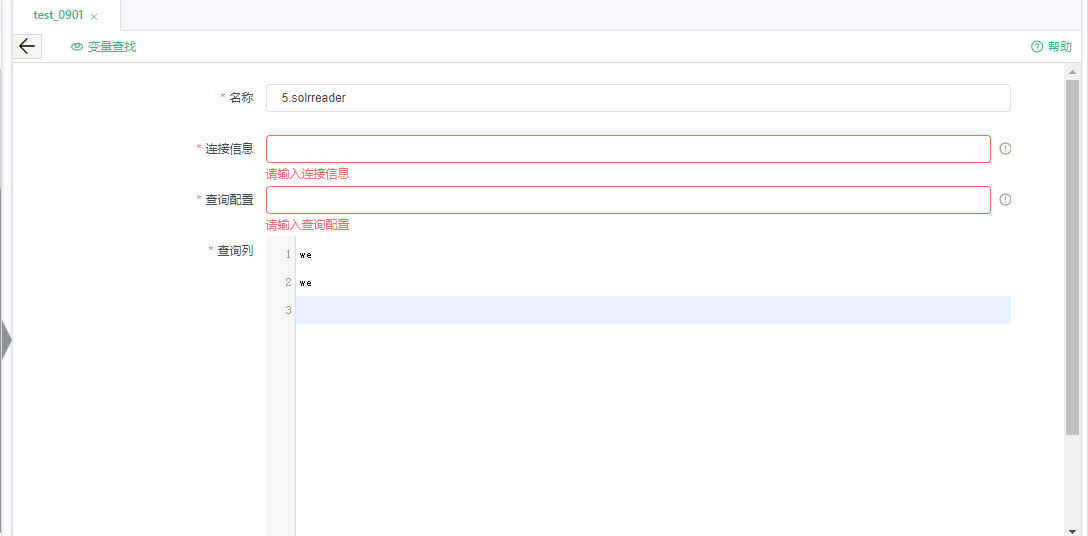 test_0901
变量查找
帮助
* 名称 5.solrreader
* 连接信息
请输入连接信息
* 查询配置
请输入查询配置
* 查询列
1 we
2 we
3